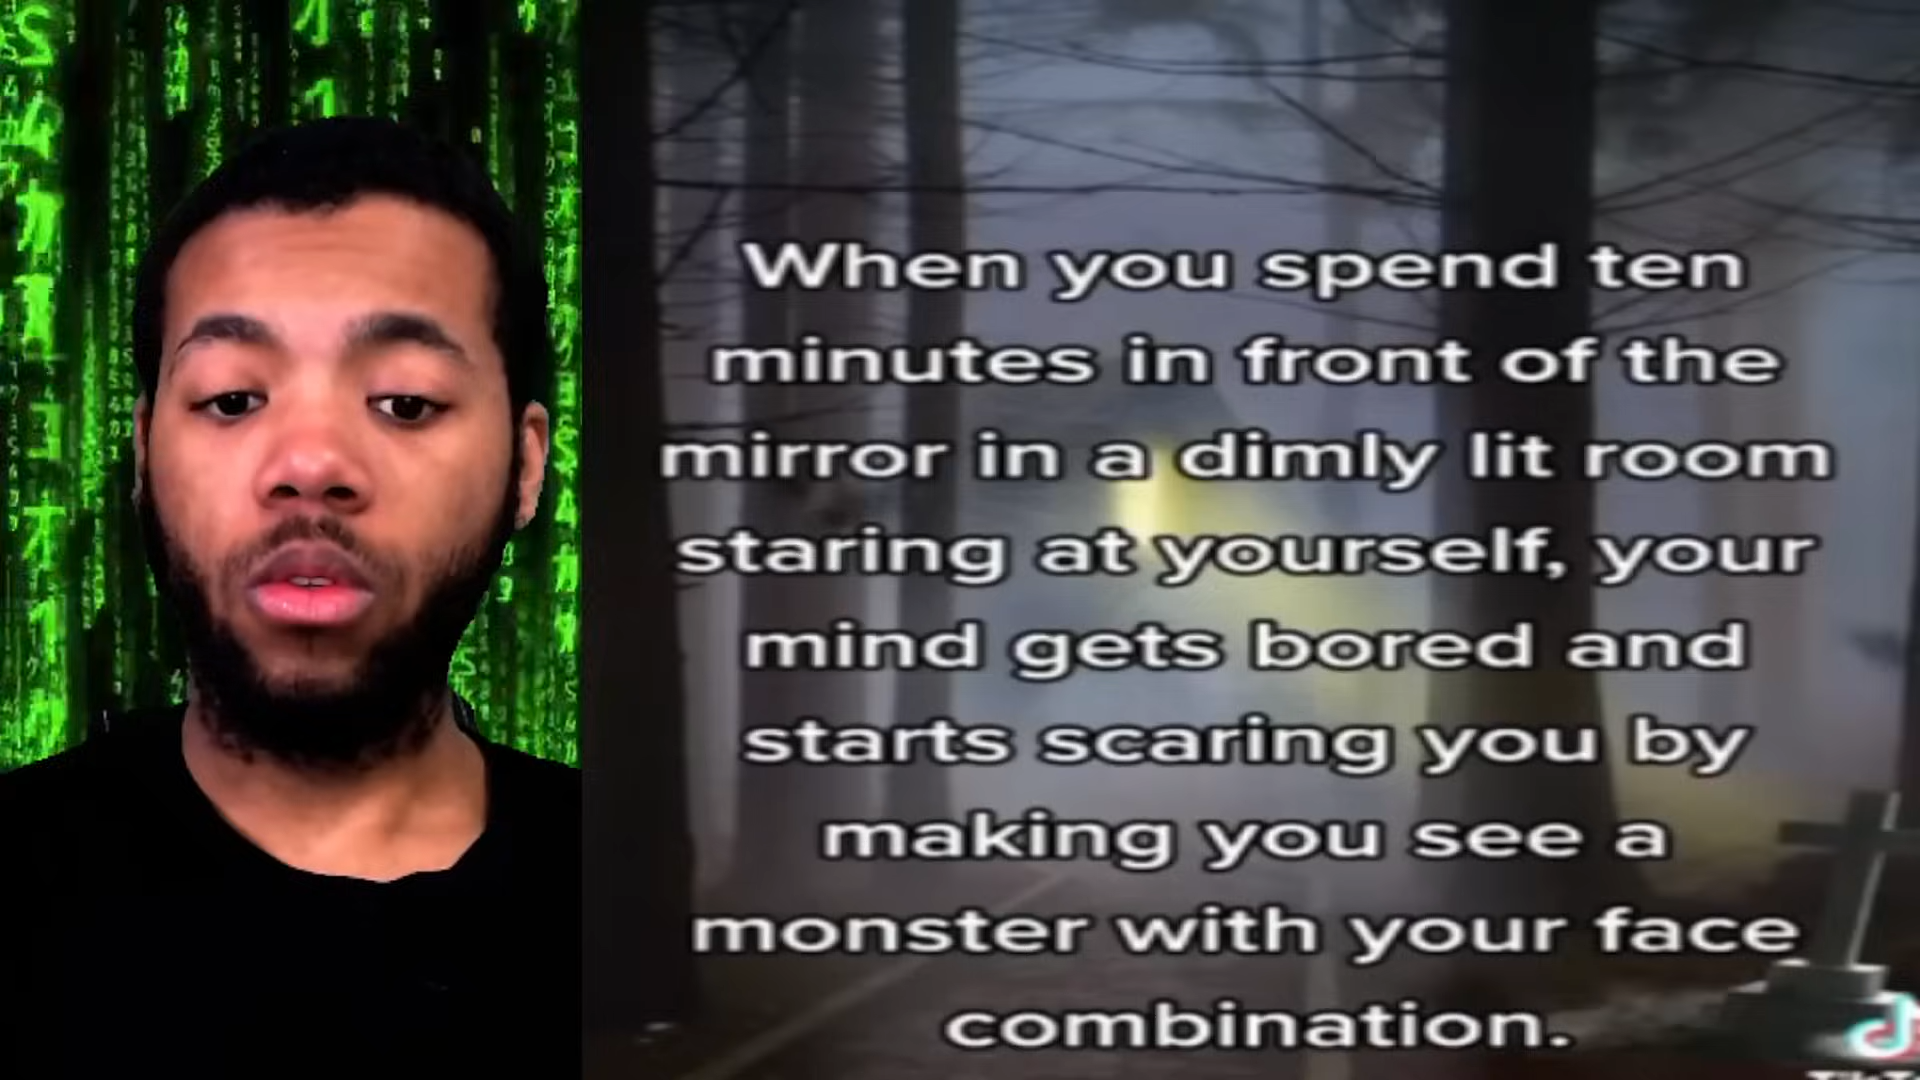 When you spend ten
minutes in front of the
mirror in a dimly lit room
staring at yourself, your
mind gets bored and
starts scaring you by
making you see a
monster with your face
combination.